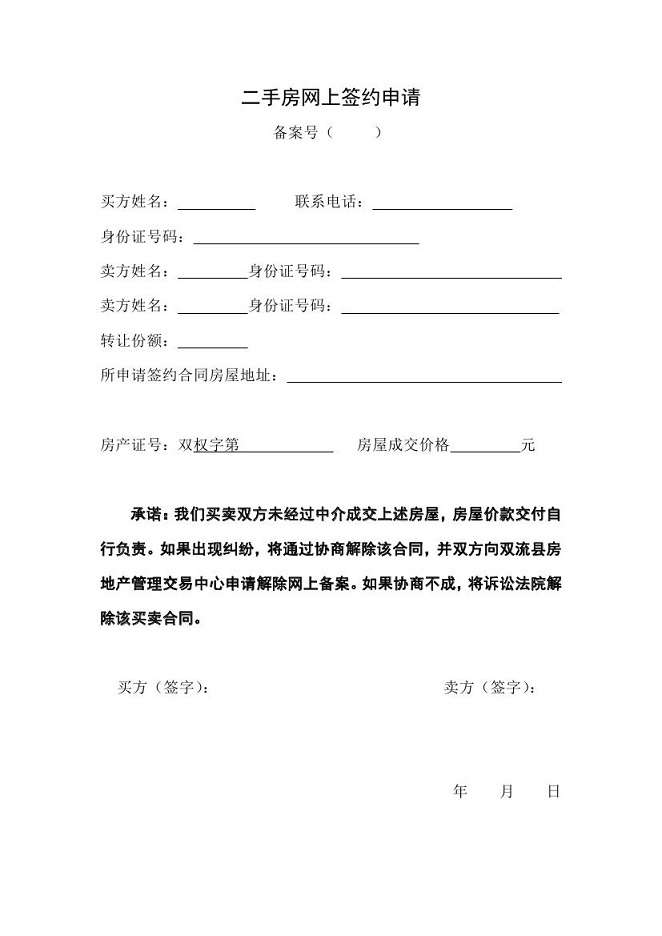 二手房网上签约申请
备案号（　　）
买方姓名：__________ 联系电话：__________________
身份证号码：_____________________________
卖方姓名：_________身份证号码：____________________________
卖方姓名：_________身份证号码：____________________________
转让份额：_________
所申请签约合同房屋地址：___________________________________
房产证号：双权字第____________ 房屋成交价格_________元
承诺：我们买卖双方未经过中介成交上述房屋，房屋价款交付自
行负责。如果出现纠纷，将通过协商解除该合同，并双方向双流县房
地产管理交易中心申请解除网上备案。如果协商不成，将诉讼法院解
除该买卖合同。
买方（签字）： 卖方（签字）：
年　　月　　日